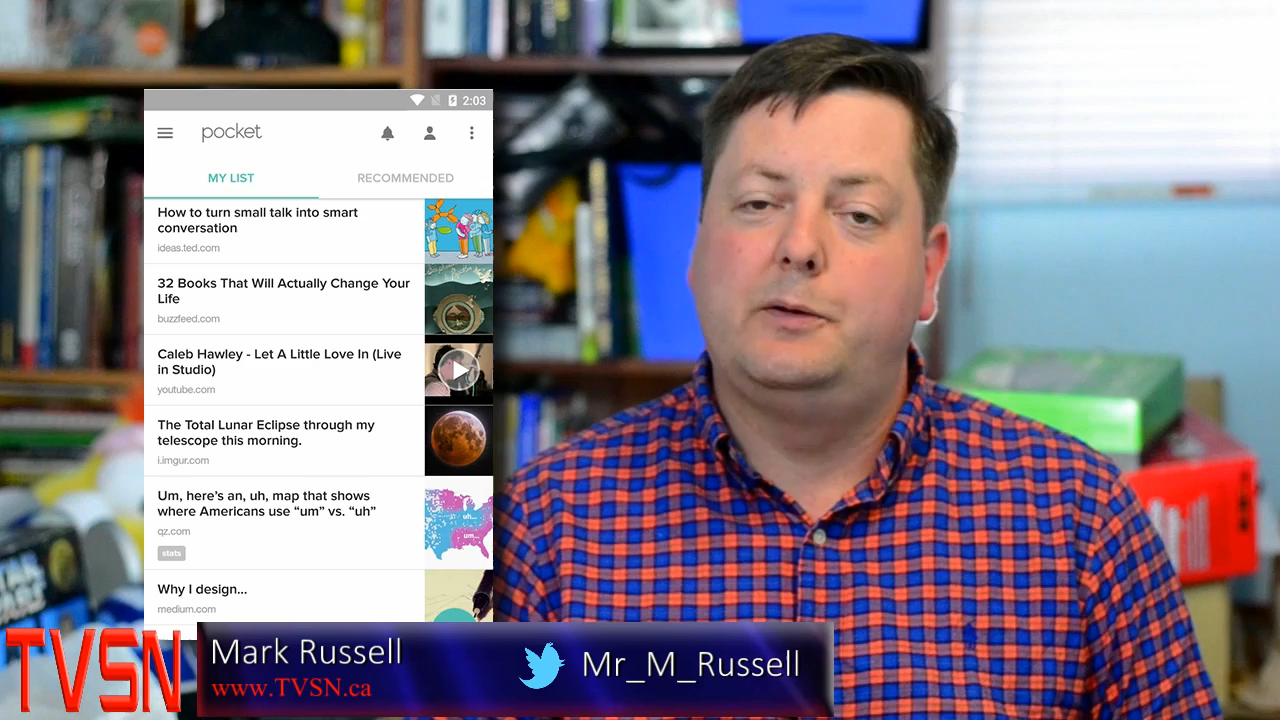 2:03
pocket
MY LIST
RECOMMENDED
How to turn small talk into smart
conversation
ideas.ted.com
32 Books That Will Actually Change Your
Life
buzzfeed.com
Caleb Hawley - Let A Little Love In (Live
in Studio)
youtube.com
The Total Lunar Eclipse through my
telescope this morning.
i.imgur.com
Um, here’s an, uh, map that shows
where Americans use “um” vs. “uh”
uh...
um...
qz.com
stats
Why I design...
medium.com
STAR
WARS
TVSN
Mark Russell
www.TVSN.ca
Mr_M_Russell